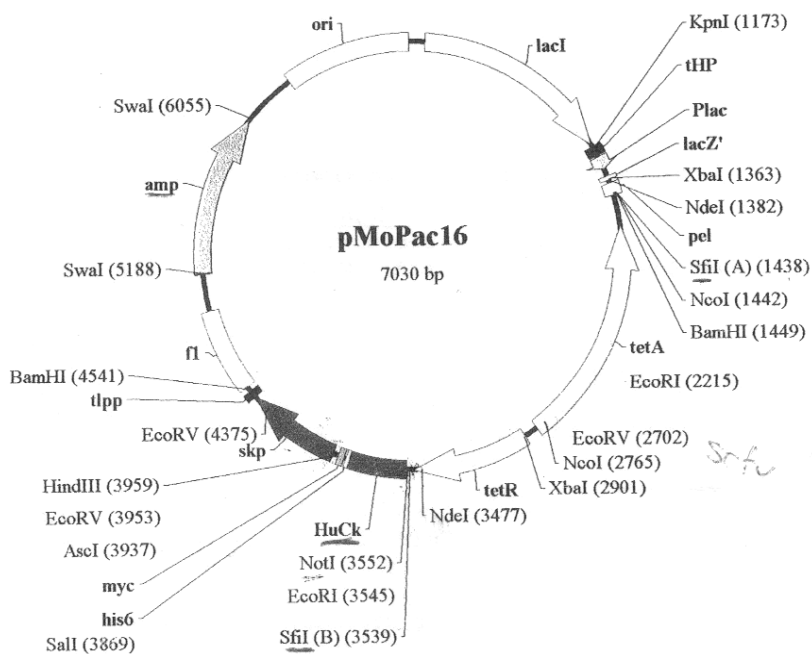 ori
lacI
KpnI (1173)
tHP
Plac
lacZ'
XbaI (1363)
NdeI (1382)
pel
SfiI (A) (1438)
NcoI (1442)
BamHI (1449)
tetA
EcoRI (2215)
EcoRV (2702)
NcoI (2765)
XbaI (2901)
tetR
NdeI (3477)
HuCk
NotI (3552)
EcoRI (3545)
SfiI (B) (3539)
SwaI (6055)
amp
SwaI (5188)
pMoPac16
7030 bp
f1
BamHI (4541)
tlpp
EcoRV (4375)
skp
HindIII (3959)
EcoRV (3953)
AscI (3937)
myc
his6
SalI (3869)